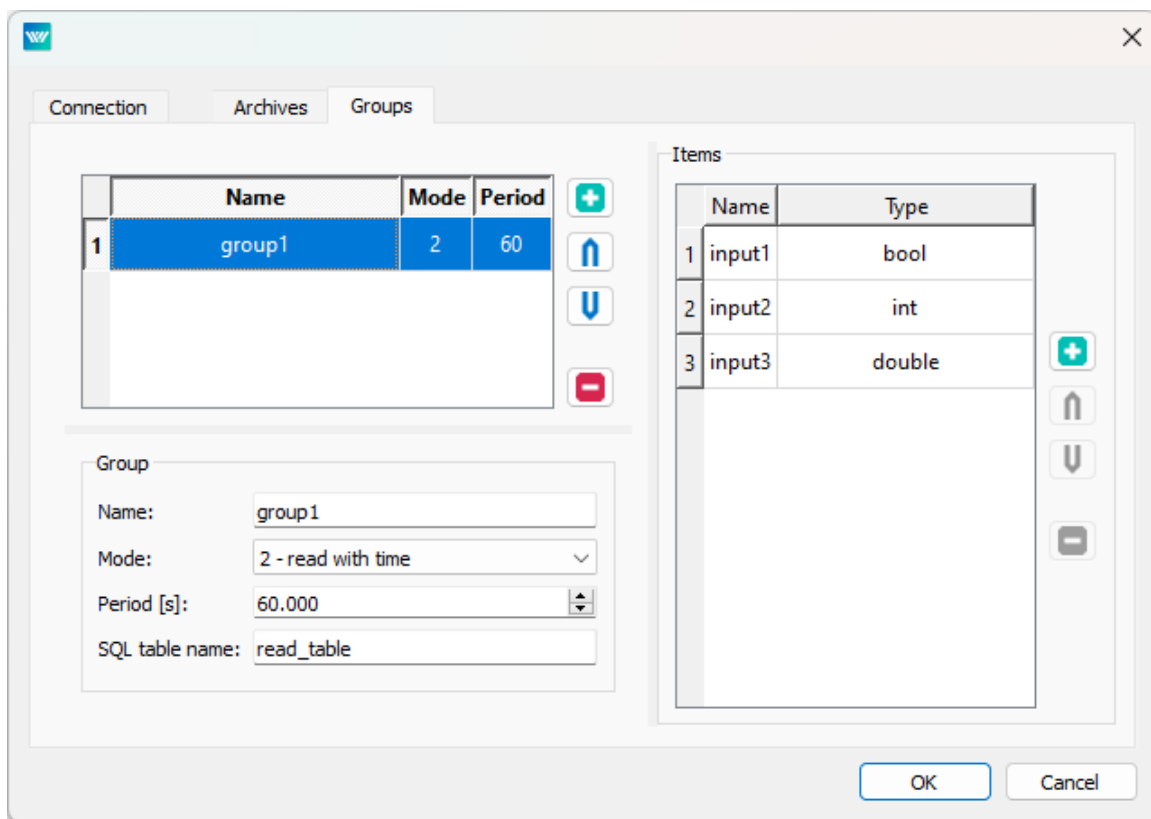 Connection Archives Groups
Name Mode Period
1 group1 2 60
Group
Name: group1
Mode: 2 - read with time
Period [s]: 60.000
SQL table name: read_table
Items
Name Type
1 input1 bool
2 input2 int
3 input3 double
OK Cancel